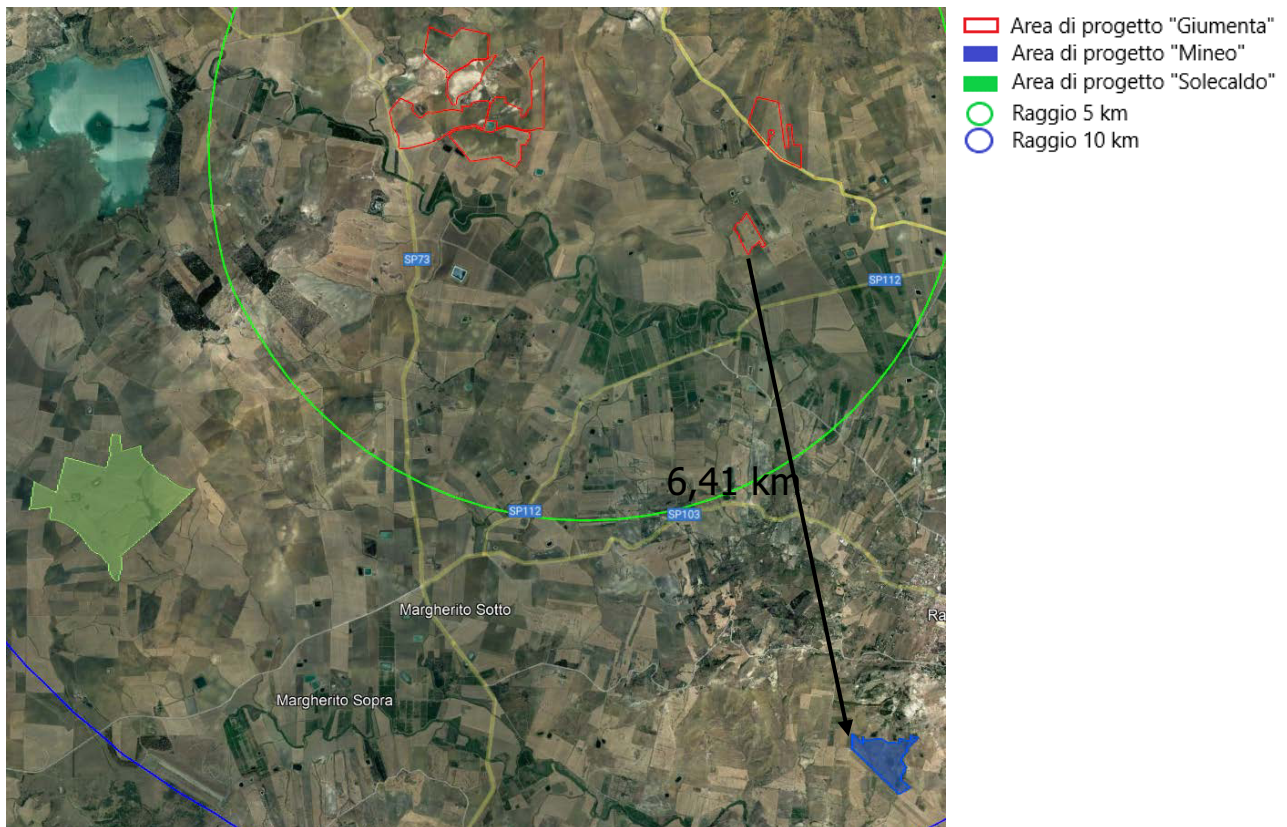 Area di progetto "Giumenta"
Area di progetto "Mineo"
Area di progetto "Solecaldo"
Raggio 5 km
Raggio 10 km
SP73
SP112
6,41 km
SP112
SP103
Margherito Sotto
Ra
Margherito Sopra